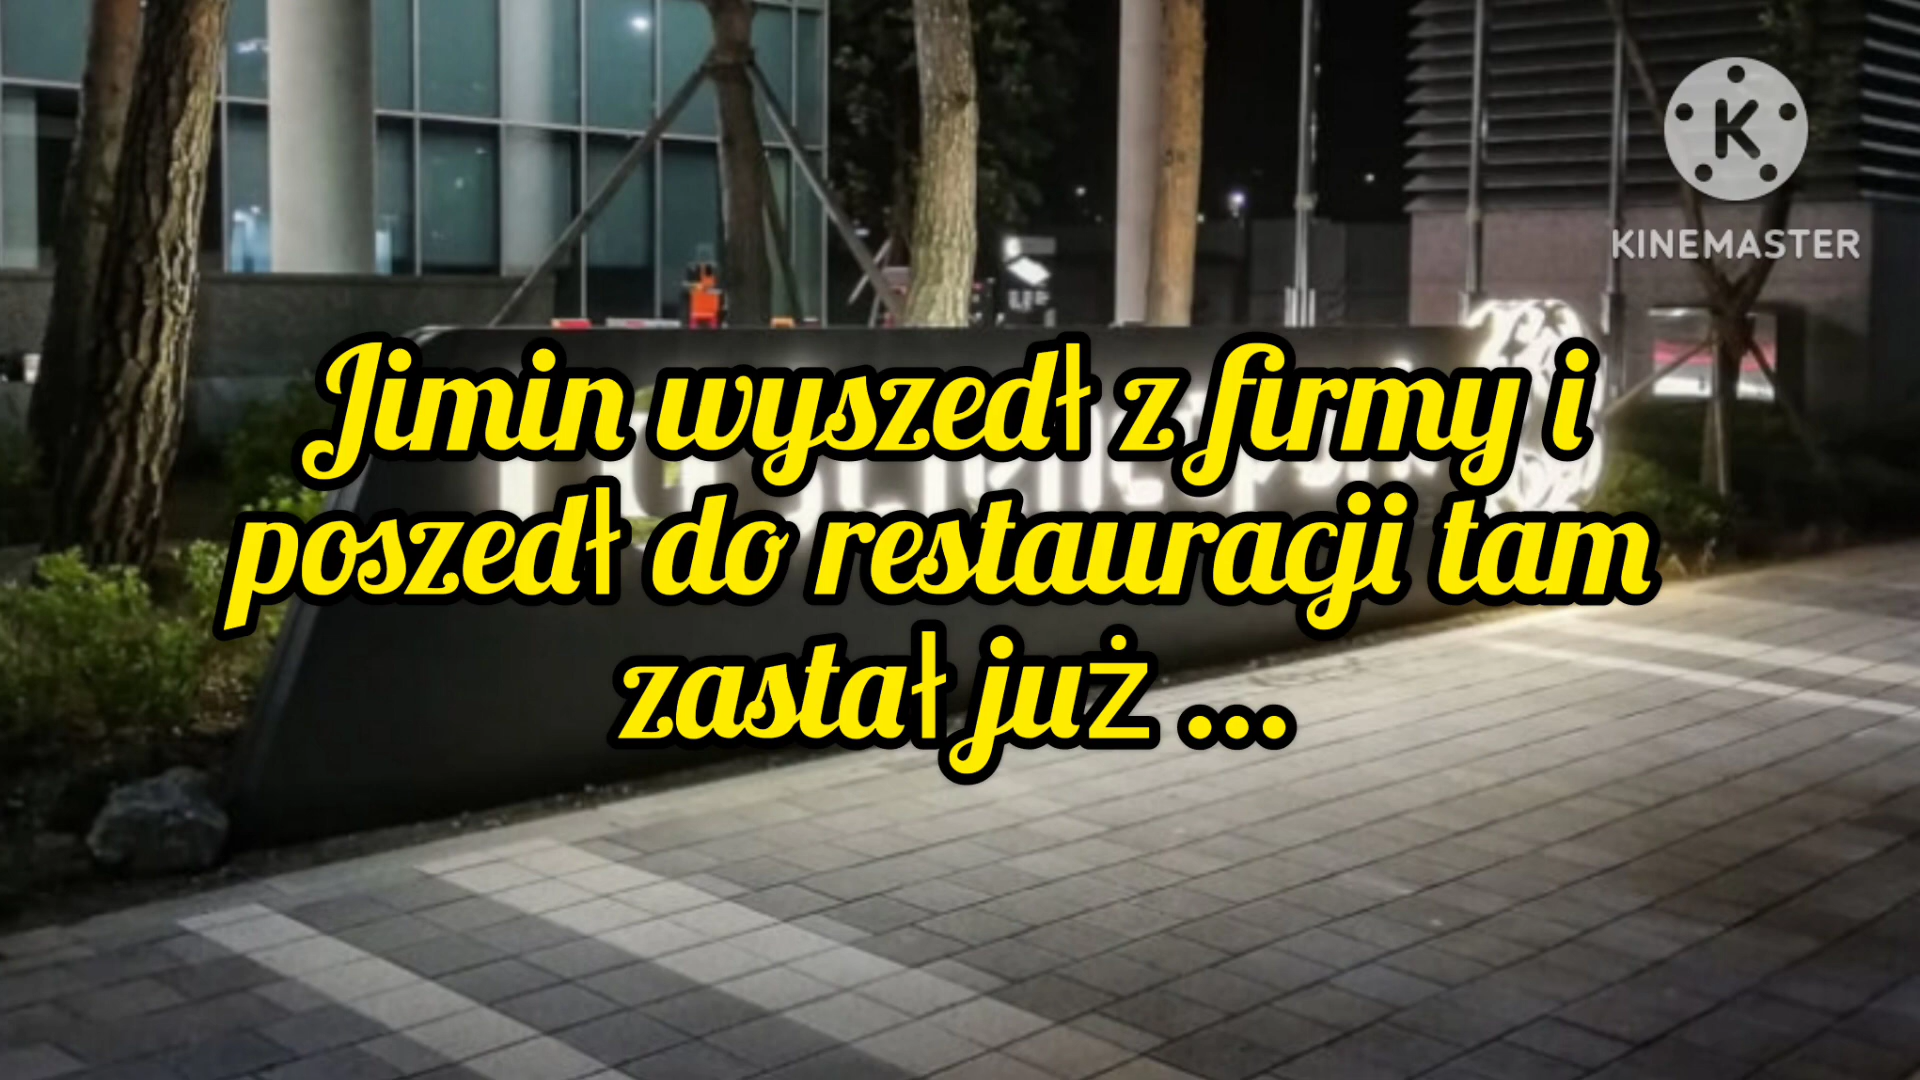 K
KINEMASTER
Jimin wyszedł z firmy i
poszedł do restauracji tam
zastał już ...